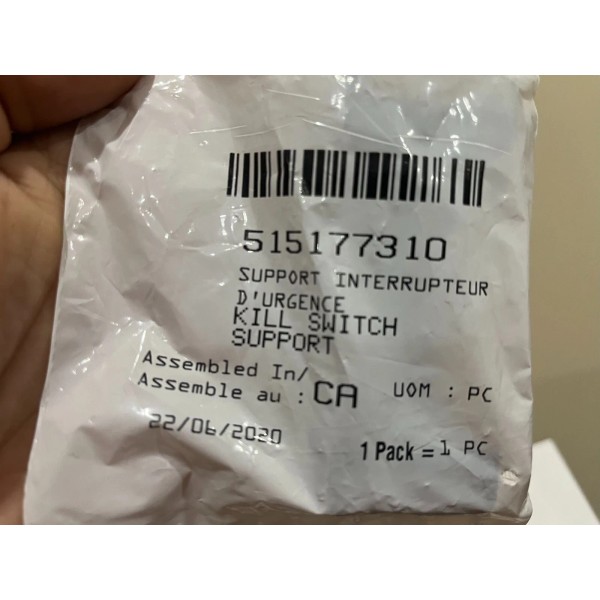 515177310
SUPPORT INTERRUPTEUR
D'URGENCE
KILL SWITCH
SUPPORT
Assembled In/
Assemble au : CA
UOM : PC
22/06/2020
1 Pack = 1 PC